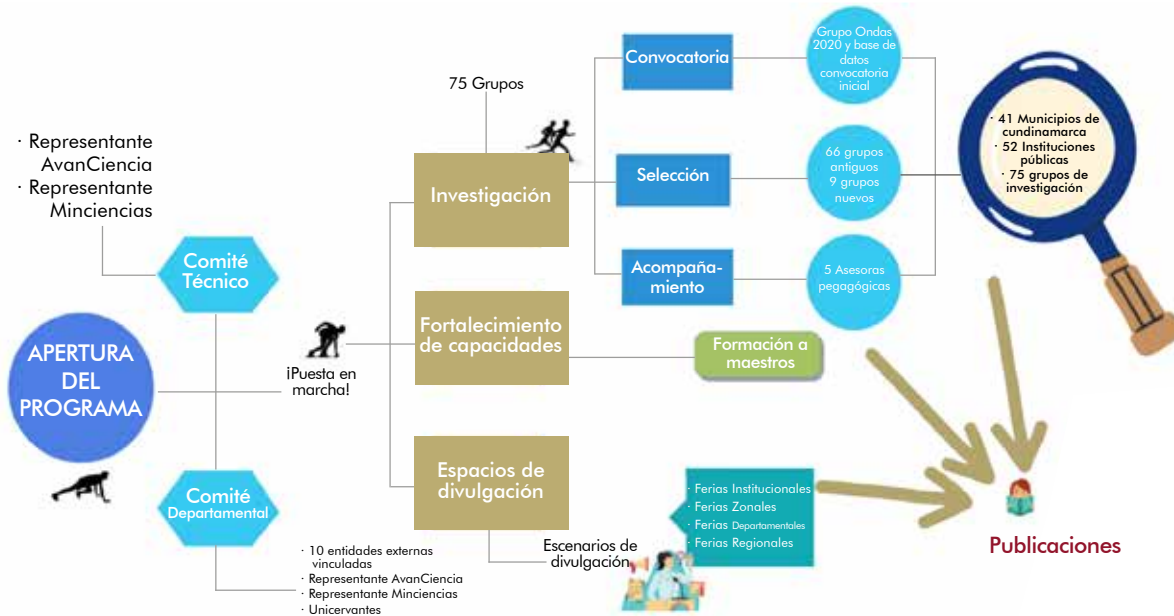 · Representante
AvanCiencia
· Representante
Minciencias
Comité
Técnico
APERTURA
DEL
PROGRAMA
Comité
Departamental
· 10 entidades externas
vinculadas
· Representante AvanCiencia
· Representante Minciencias
· Unicervantes
¡Puesta en
marcha!
75 Grupos
Investigación
Fortalecimiento
de capacidades
Espacios de
divulgación
Convocatoria
Selección
Acompaña-
miento
Grupo Ondas
2020 y base de
datos
convocatoria
inicial
66 grupos
antiguos
9 grupos
nuevos
5 Asesoras
pegagógicas
· 41 Municipios de
cundinamarca
· 52 Instituciones
públicas
· 75 grupos de
investigación
Formación a
maestros
Escenarios de
divulgación
· Ferias Institucionales
· Ferias Zonales
· Ferias Departamentales
· Ferias Regionales
Publicaciones